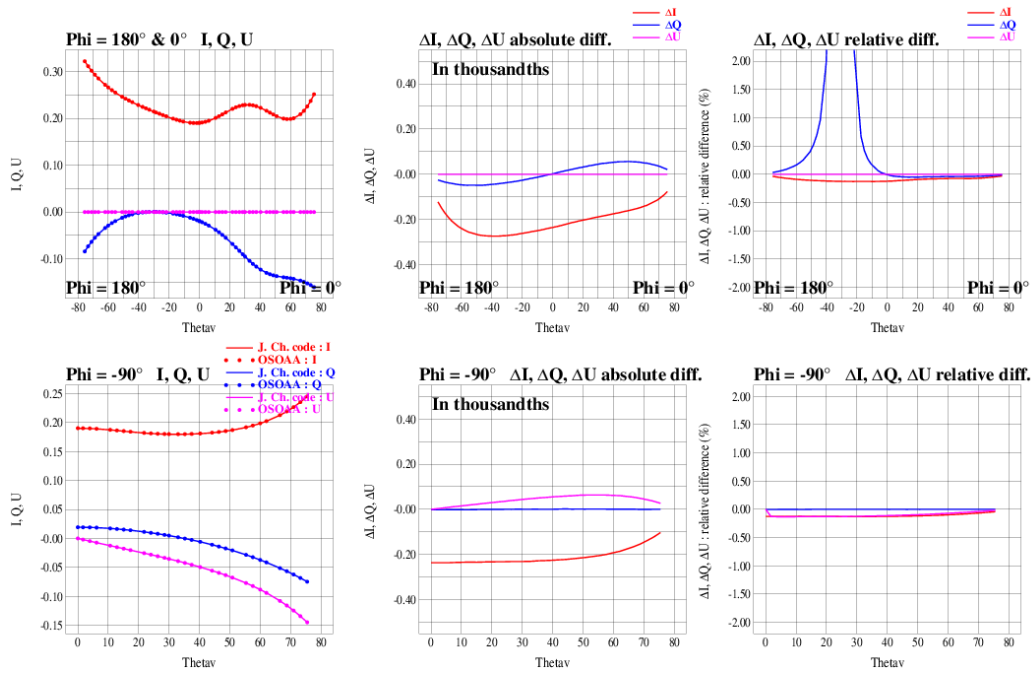 Phi = 180° & 0°   I, Q, U
0.30
0.20
0.10
0.00
-0.10
I, Q, U
Phi = 180°
Phi = 0°
-80 -60 -40 -20 0 20 40 60 80
Thetav
ΔI
ΔQ
ΔU
ΔI, ΔQ, ΔU absolute diff.
In thousandths
0.40
0.20
-0.00
-0.20
-0.40
ΔI, ΔQ, ΔU
Phi = 180°
Phi = 0°
-80 -60 -40 -20 0 20 40 60 80
Thetav
ΔI
ΔQ
ΔU
ΔI, ΔQ, ΔU relative diff.
2.00
1.50
1.00
0.50
-0.00
-0.50
-1.00
-1.50
-2.00
ΔI, ΔQ, ΔU : relative difference (%)
Phi = 180°
Phi = 0°
-80 -60 -40 -20 0 20 40 60 80
Thetav
J. Ch. code : I
OSOAA : I
J. Ch. code : Q
OSOAA : Q
J. Ch. code : U
OSOAA : U
Phi = -90°   I, Q, U
0.25
0.20
0.15
0.10
0.05
-0.00
-0.05
-0.10
-0.15
I, Q, U
0 10 20 30 40 50 60 70 80
Thetav
Phi = -90°   ΔI, ΔQ, ΔU absolute diff.
In thousandths
0.40
0.20
-0.00
-0.20
-0.40
ΔI, ΔQ, ΔU
0 10 20 30 40 50 60 70 80
Thetav
Phi = -90°   ΔI, ΔQ, ΔU relative diff.
2.00
1.50
1.00
0.50
-0.00
-0.50
-1.00
-1.50
-2.00
ΔI, ΔQ, ΔU : relative difference (%)
0 10 20 30 40 50 60 70 80
Thetav